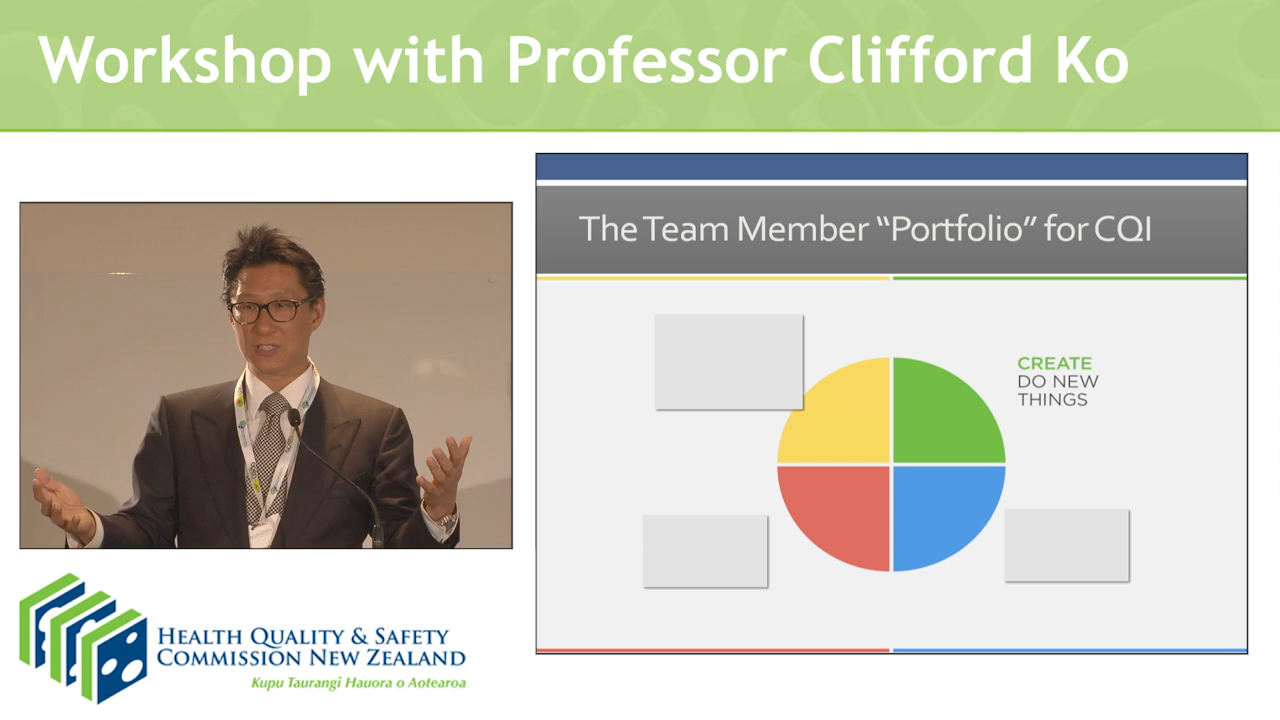 Workshop with Professor Clifford Ko
The Team Member “Portfolio” for CQI
CREATE
DO NEW
THINGS
HEALTH QUALITY & SAFETY
COMMISSION NEW ZEALAND
Kupu Taurangi Hauora o Aotearoa